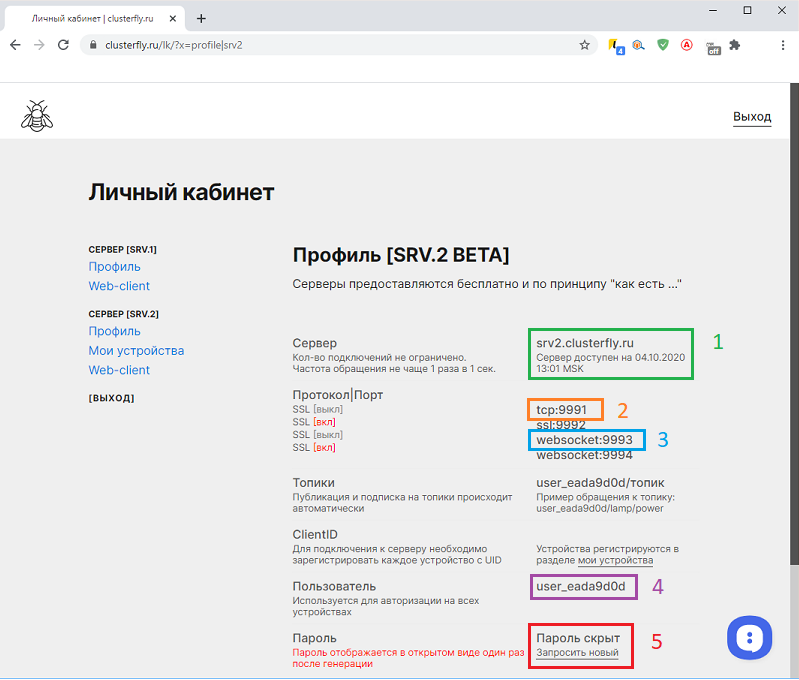 Личный кабинет | clusterfly.ru
clusterfly.ru/lk/?x=profile|srv2
4
off
Выход
Личный кабинет
СЕРВЕР [SRV.1]
Профиль
Web-client
СЕРВЕР [SRV.2]
Профиль
Мои устройства
Web-client
[ВЫХОД]
Профиль [SRV.2 BETA]
Серверы предоставляются бесплатно и по принципу "как есть ..."
Сервер
Кол-во подключений не ограничено.
Частота обращения не чаще 1 раза в 1 сек.
srv2.clusterfly.ru
Сервер доступен на 04.10.2020
13:01 MSK
1
Протокол|Порт
SSL [выкл]
SSL [вкл]
SSL [выкл]
SSL [вкл]
tcp:9991
2
ssl:9992
websocket:9993
3
websocket:9994
Топики
Публикация и подписка на топики происходит
автоматически
user_eada9d0d/топик
Пример обращения к топику:
user_eada9d0d/lamp/power
ClientID
Для подключения к серверу необходимо
зарегистрировать каждое устройство с UID
Устройства регистрируются в
разделе мои устройства
Пользователь
Используется для авторизации на всех
устройствах
user_eada9d0d
4
Пароль
Пароль отображается в открытом виде один раз
после генерации
Пароль скрыт
Запросить новый
5